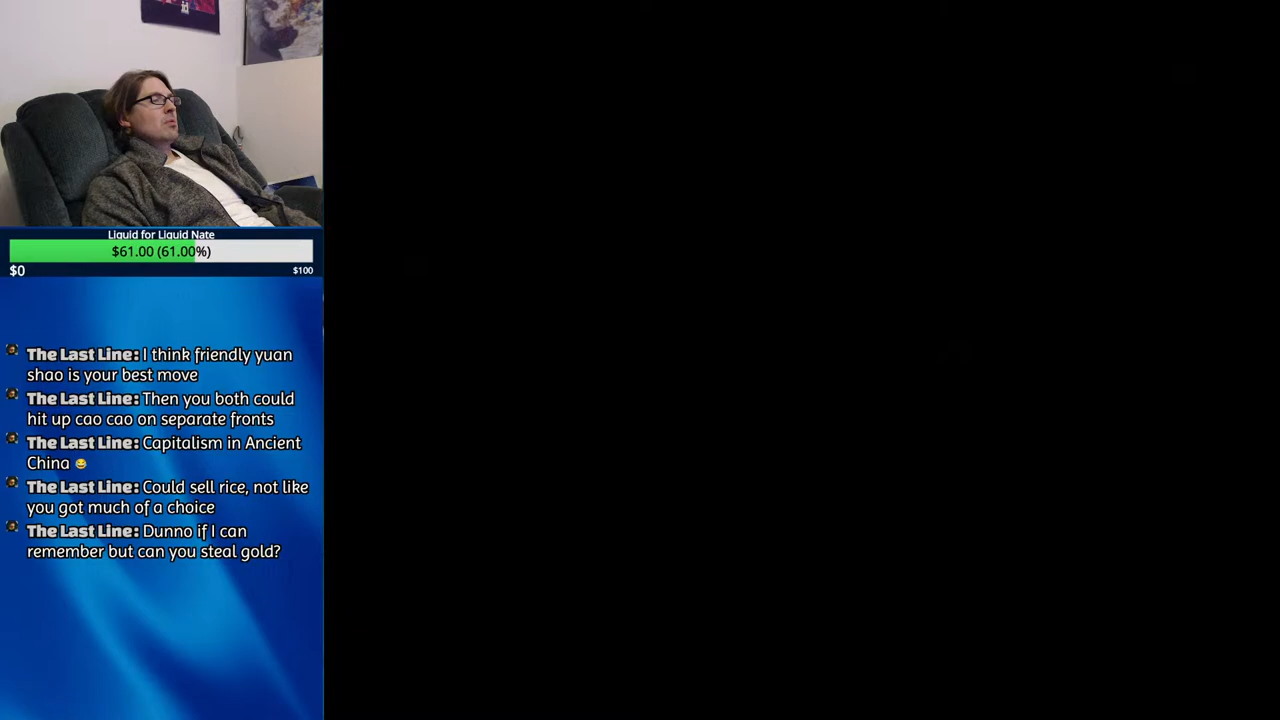 Liquid for Liquid Nate
$61.00 (61.00%)
$0
$100
The Last Line: I think friendly yuan
shao is your best move
The Last Line: Then you both could
hit up cao cao on separate fronts
The Last Line: Capitalism in Ancient
China 😂
The Last Line: Could sell rice, not like
you got much of a choice
The Last Line: Dunno if I can
remember but can you steal gold?